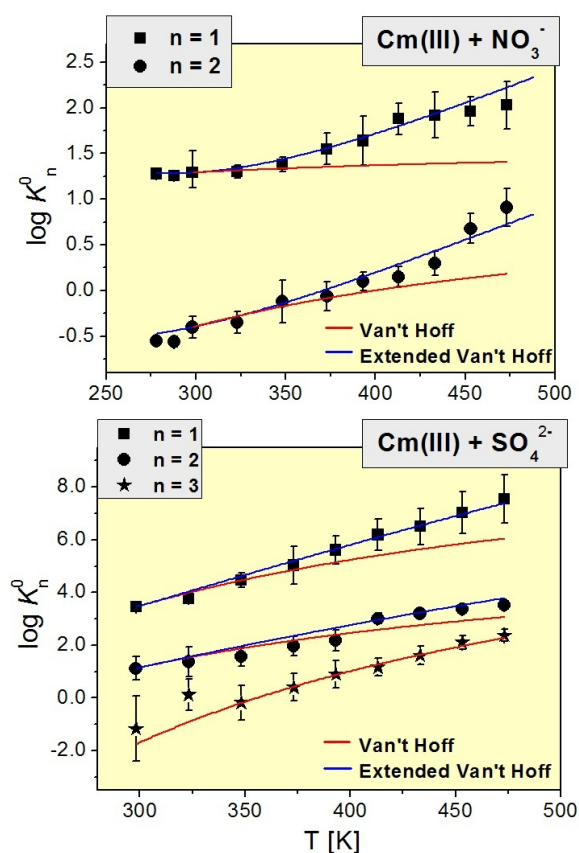 n = 1
n = 2
Cm(III) + NO₃⁻
log K⁰ₙ
2.5
2.0
1.5
1.0
0.5
0.0
-0.5
Van't Hoff
Extended Van't Hoff
250 300 350 400 450 500
n = 1
n = 2
n = 3
Cm(III) + SO₄²⁻
log K⁰ₙ
8.0
6.0
4.0
2.0
0.0
-2.0
Van't Hoff
Extended Van't Hoff
300 350 400 450 500
T [K]